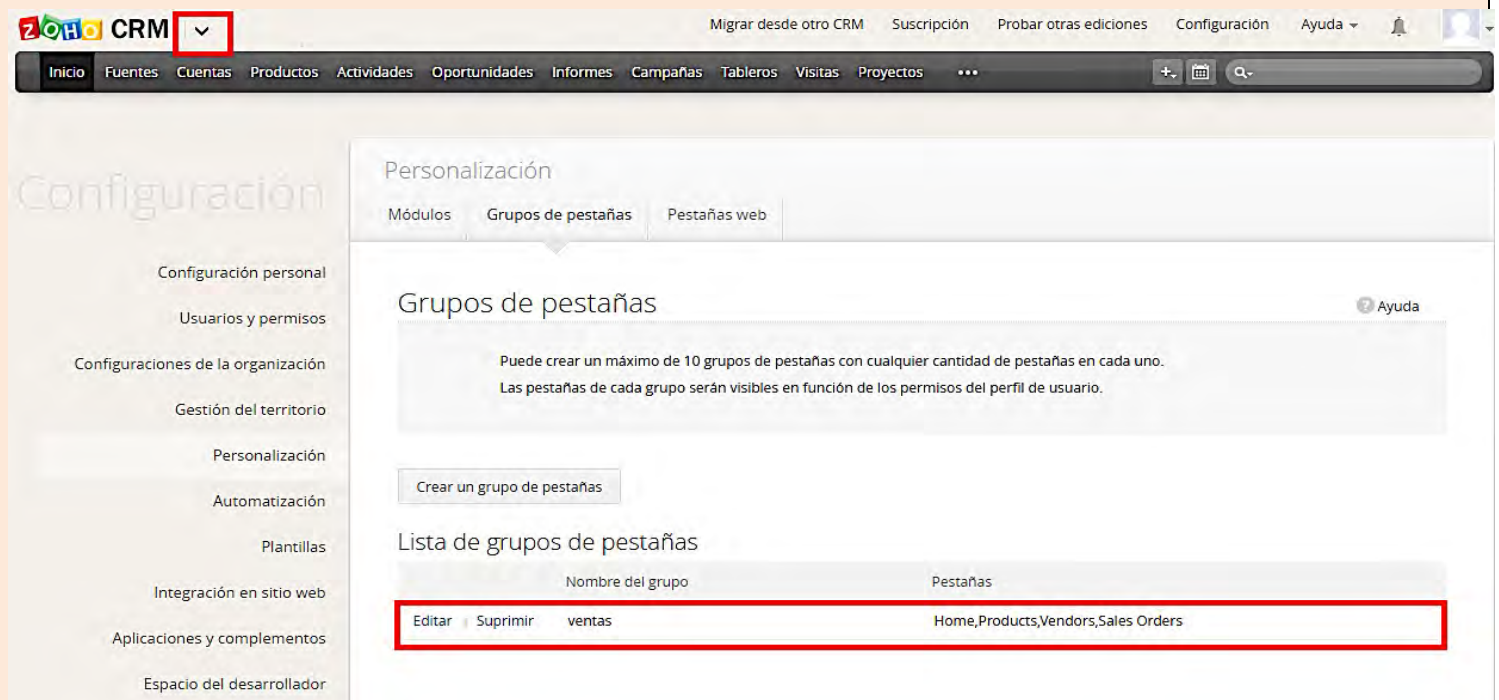 ZOHO CRM
Migrar desde otro CRM Suscripción Probar otras ediciones Configuración Ayuda
Inicio Fuentes Cuentas Productos Actividades Oportunidades Informes Campañas Tableros Visitas Proyectos •••
Configuración
Personalización
Módulos Grupos de pestañas Pestañas web
Configuración personal
Usuarios y permisos
Configuraciones de la organización
Gestión del territorio
Personalización
Automatización
Plantillas
Integración en sitio web
Aplicaciones y complementos
Espacio del desarrollador
Grupos de pestañas
? Ayuda
Puede crear un máximo de 10 grupos de pestañas con cualquier cantidad de pestañas en cada uno.
Las pestañas de cada grupo serán visibles en función de los permisos del perfil de usuario.
Crear un grupo de pestañas
Lista de grupos de pestañas
Nombre del grupo Pestañas
Editar | Suprimir ventas Home,Products,Vendors,Sales Orders